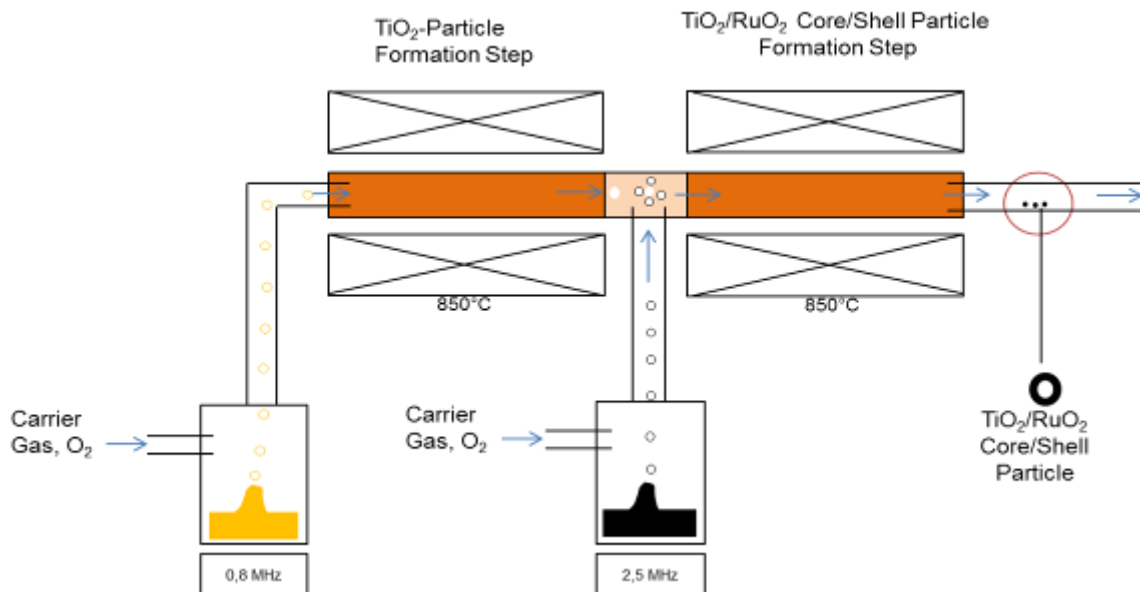 TiO₂-Particle
Formation Step
TiO₂/RuO₂ Core/Shell Particle
Formation Step
850°C
850°C
Carrier
Gas, O₂
Carrier
Gas, O₂
TiO₂/RuO₂
Core/Shell
Particle
0,8 MHz
2,5 MHz